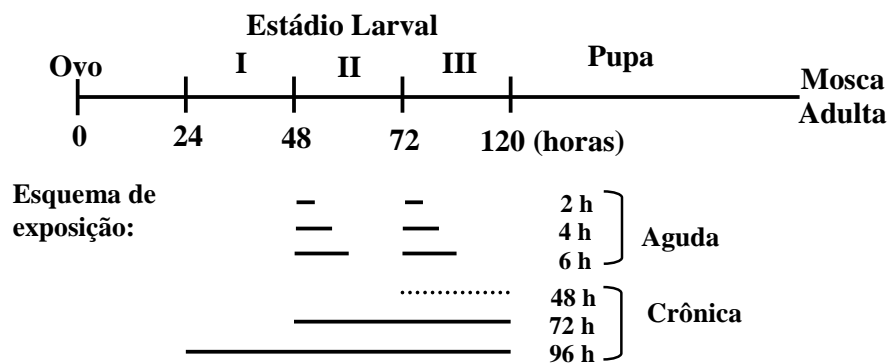 Estádio Larval
Ovo I II III Pupa Mosca
Adulta
0 24 48 72 120 (horas)
Esquema de
exposição:
2 h
4 h
6 h
Aguda
48 h
72 h
96 h
Crônica